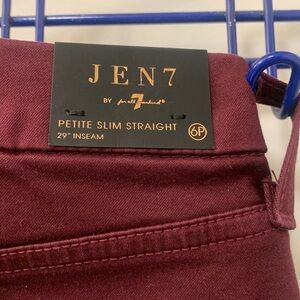 JEN7
BY for all 7 mankind®
PETITE SLIM STRAIGHT
29" INSEAM
6P